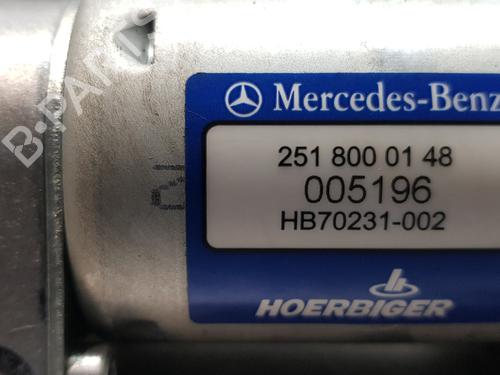 B-PARTS
Mercedes-Benz
251 800 01 48
005196
HB70231-002
HOERBIGER